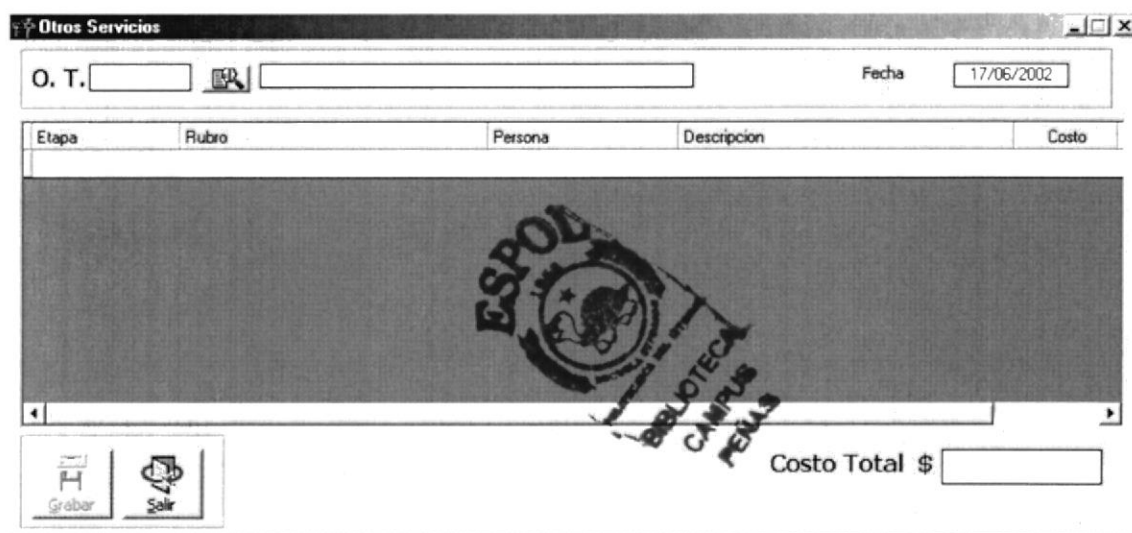 Otros Servicios
O. T.
Fecha 17/06/2002
Etapa Rubro Persona Descripcion Costo
ESPOL
BIBLIOTECA
CAMPUS
PEÑAS
Costo Total $
Grabar Salir